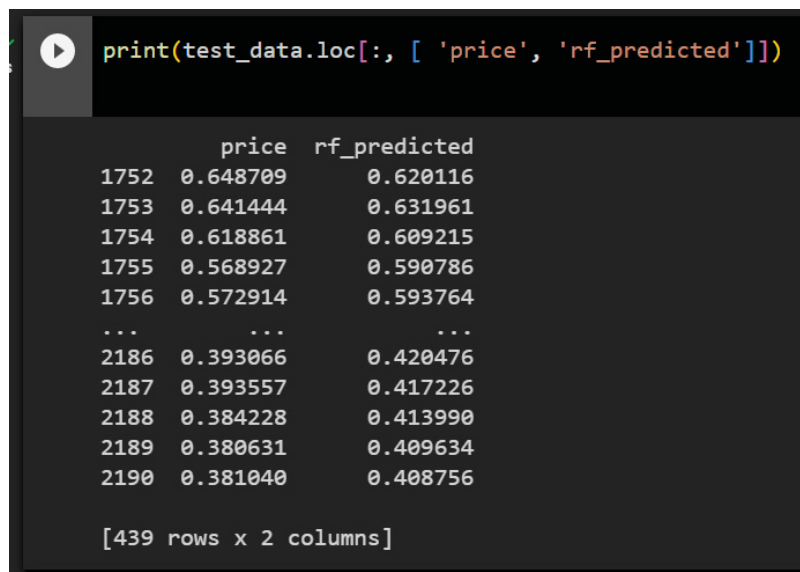 print(test_data.loc[:, [ 'price', 'rf_predicted']])
price rf_predicted
1752 0.648709 0.620116
1753 0.641444 0.631961
1754 0.618861 0.609215
1755 0.568927 0.590786
1756 0.572914 0.593764
... ... ...
2186 0.393066 0.420476
2187 0.393557 0.417226
2188 0.384228 0.413990
2189 0.380631 0.409634
2190 0.381040 0.408756
[439 rows x 2 columns]